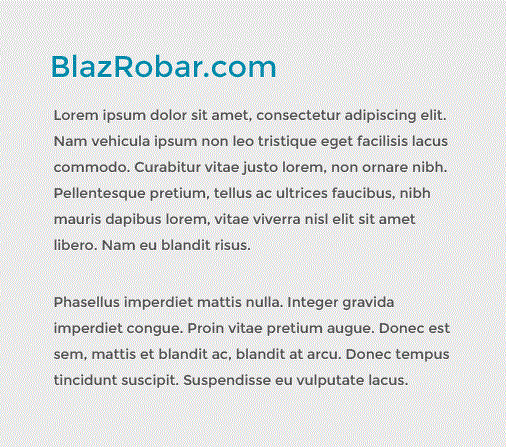 BlazRobar.com
Lorem ipsum dolor sit amet, consectetur adipiscing elit.
Nam vehicula ipsum non leo tristique eget facilisis lacus
commodo. Curabitur vitae justo lorem, non ornare nibh.
Pellentesque pretium, tellus ac ultrices faucibus, nibh
mauris dapibus lorem, vitae viverra nisl elit sit amet
libero. Nam eu blandit risus.
Phasellus imperdiet mattis nulla. Integer gravida
imperdiet congue. Proin vitae pretium augue. Donec est
sem, mattis et blandit ac, blandit at arcu. Donec tempus
tincidunt suscipit. Suspendisse eu vulputate lacus.